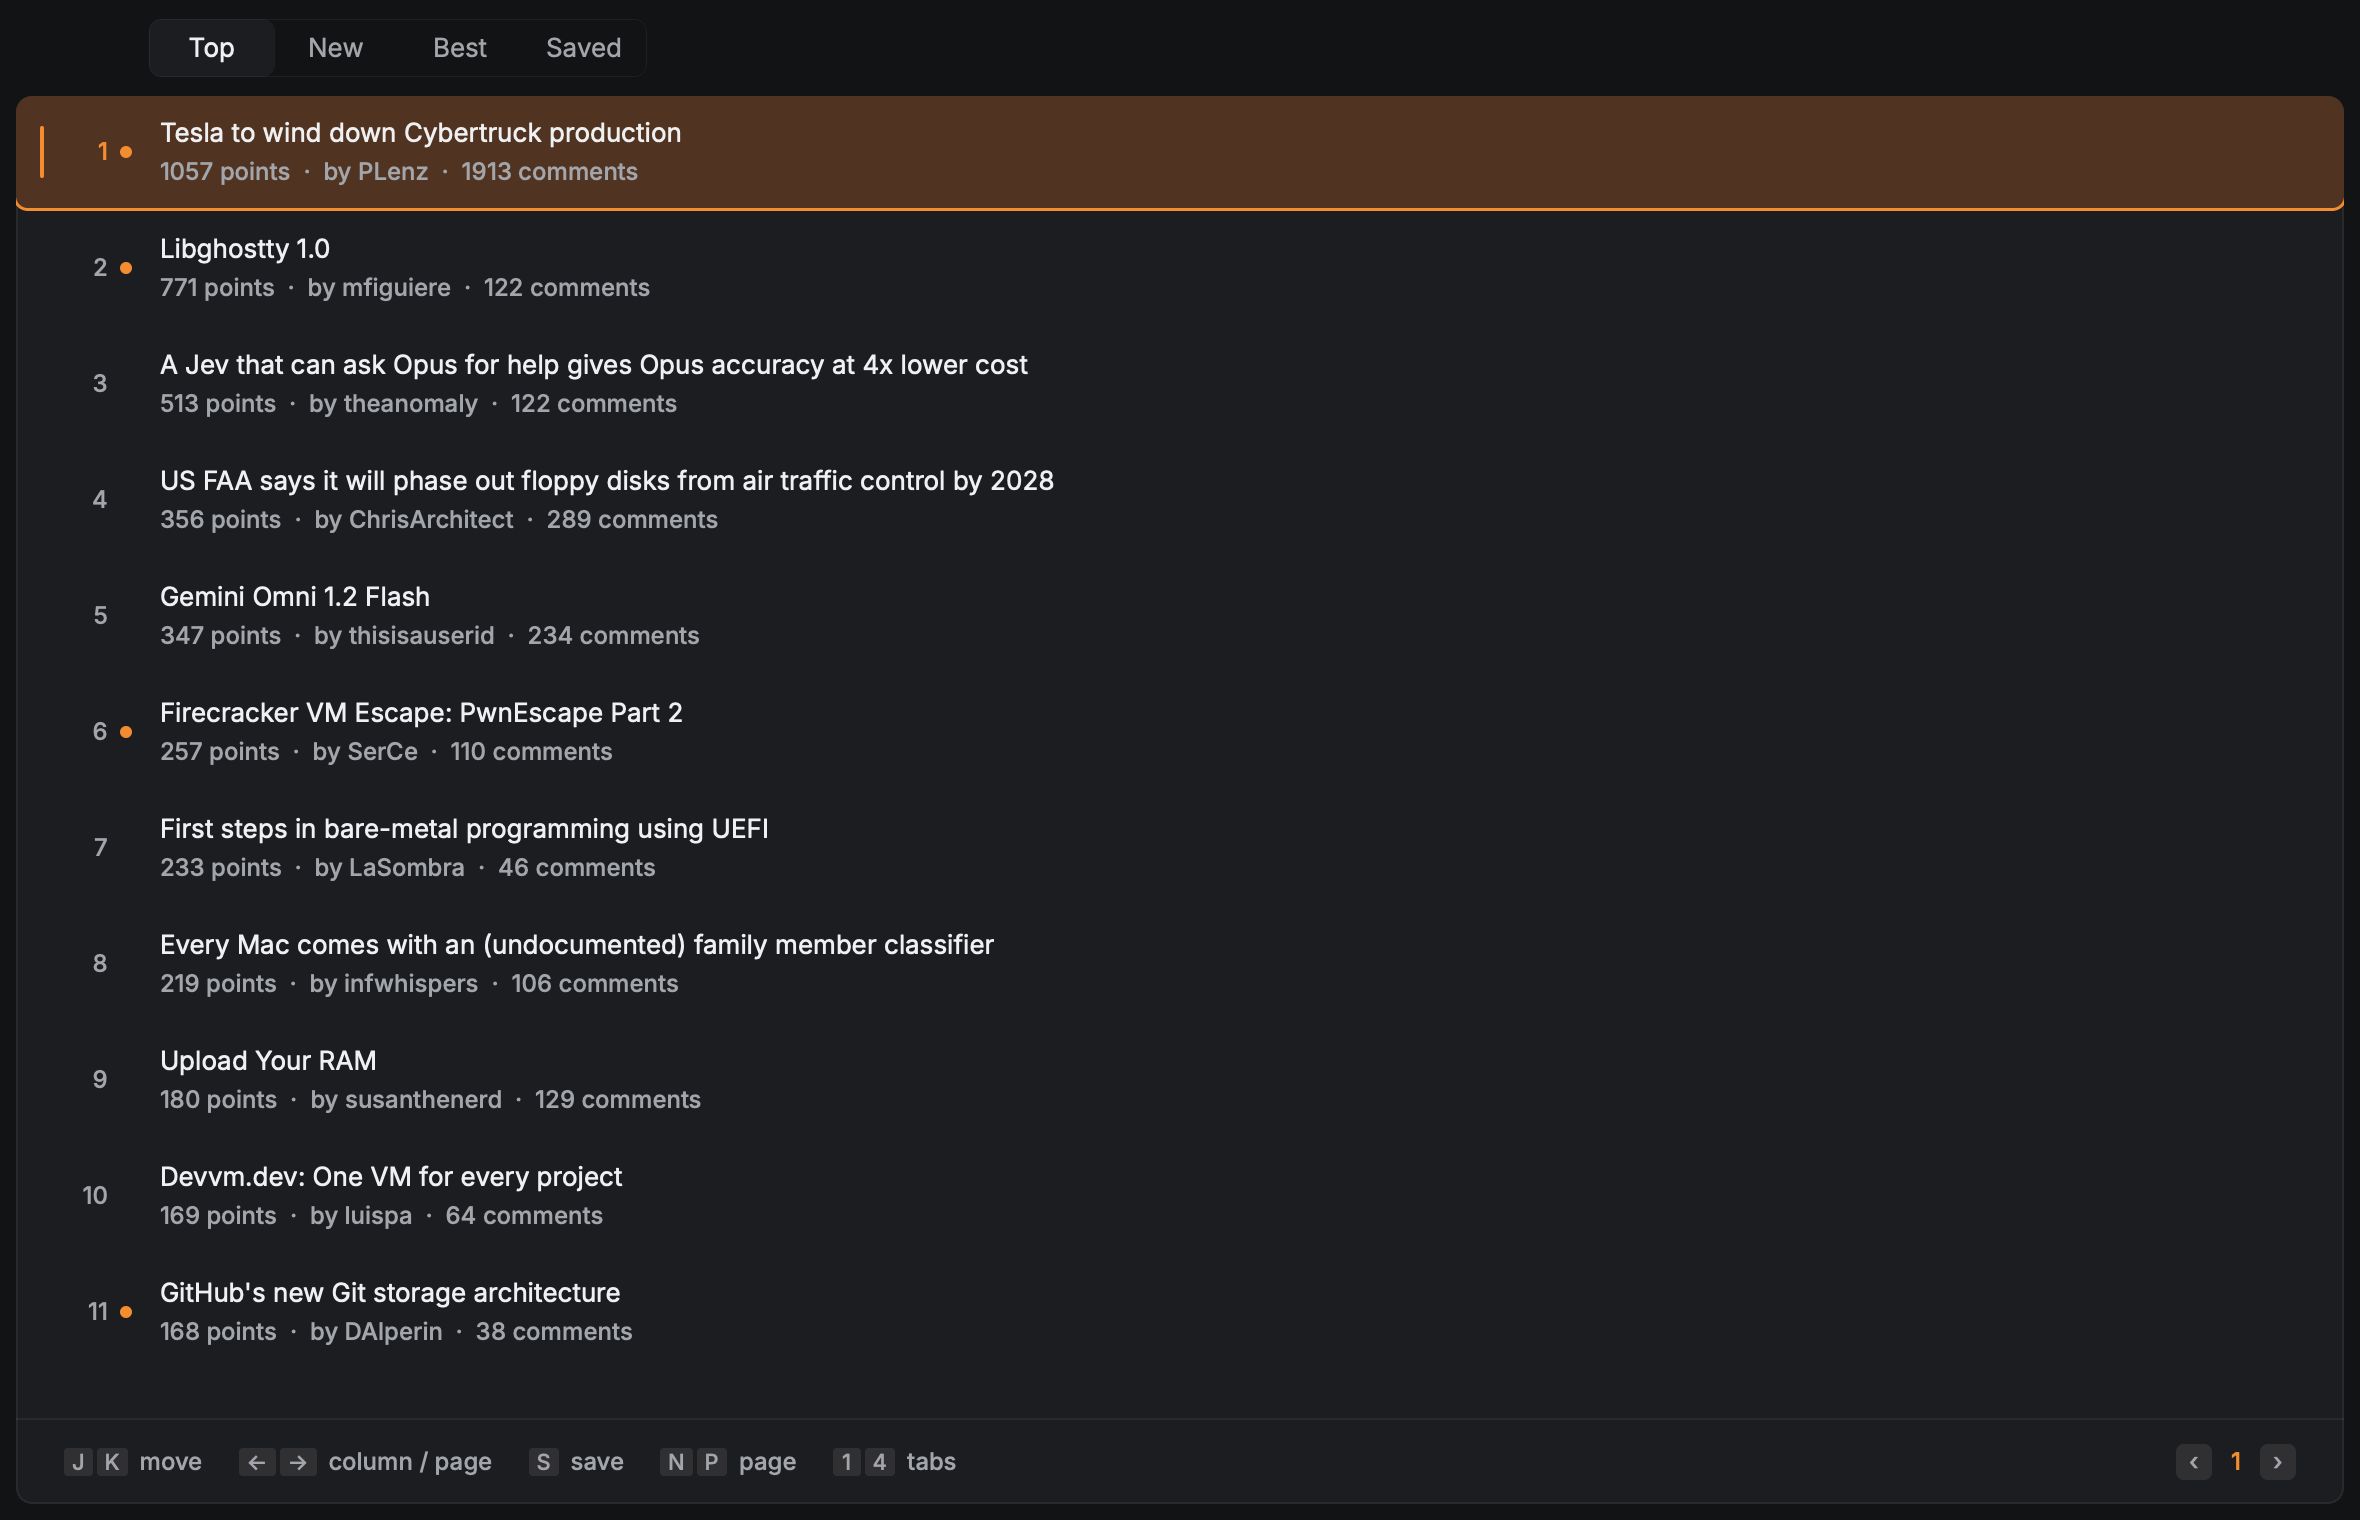 Top New Best Saved
1 Tesla to wind down Cybertruck production
1057 points · by PLenz · 1913 comments
2 Libghostty 1.0
771 points · by mfiguiere · 122 comments
3 A Jev that can ask Opus for help gives Opus accuracy at 4x lower cost
513 points · by theanomaly · 122 comments
4 US FAA says it will phase out floppy disks from air traffic control by 2028
356 points · by ChrisArchitect · 289 comments
5 Gemini Omni 1.2 Flash
347 points · by thisisauserid · 234 comments
6 Firecracker VM Escape: PwnEscape Part 2
257 points · by SerCe · 110 comments
7 First steps in bare-metal programming using UEFI
233 points · by LaSombra · 46 comments
8 Every Mac comes with an (undocumented) family member classifier
219 points · by infwhispers · 106 comments
9 Upload Your RAM
180 points · by susanthenerd · 129 comments
10 Devvm.dev: One VM for every project
169 points · by luispa · 64 comments
11 GitHub's new Git storage architecture
168 points · by DAlperin · 38 comments
J K move ← → column / page S save N P page 1 4 tabs ‹ 1 ›